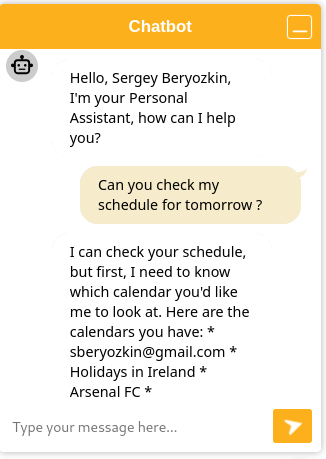 Chatbot
Hello, Sergey Beryozkin,
I'm your Personal
Assistant, how can I help
you?
Can you check my
schedule for tomorrow ?
I can check your schedule,
but first, I need to know
which calendar you'd like
me to look at. Here are the
calendars you have: *
sberyozkin@gmail.com *
Holidays in Ireland *
Arsenal FC *
Type your message here...